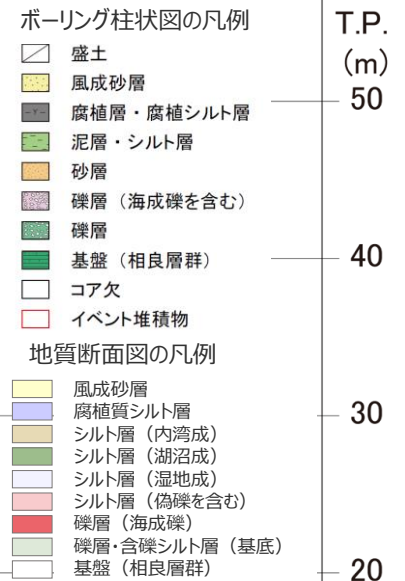 ボーリング柱状図の凡例
盛土
風成砂層
腐植層・腐植シルト層
泥層・シルト層
砂層
礫層（海成礫を含む）
礫層
基盤（相良層群）
コア欠
イベント堆積物
地質断面図の凡例
風成砂層
腐植質シルト層
シルト層（内湾成）
シルト層（湖沼成）
シルト層（湿地成）
シルト層（偽礫を含む）
礫層（海成礫）
礫層・含礫シルト層（基底）
基盤（相良層群）
T.P.
(m)
50
40
30
20